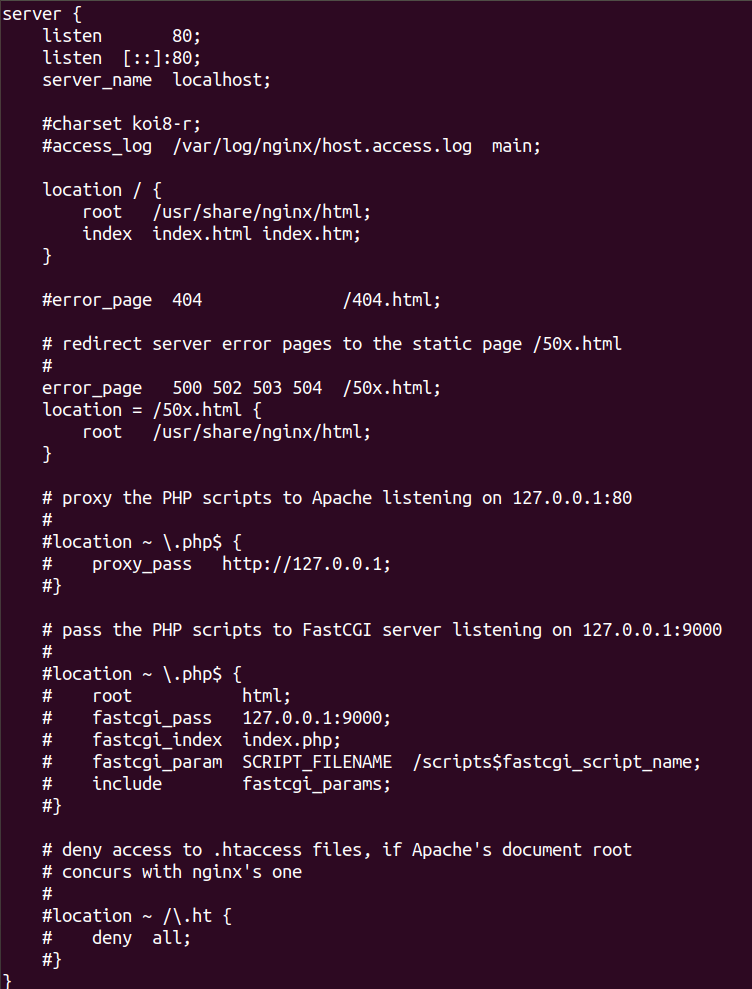 server {
    listen       80;
    listen  [::]:80;
    server_name  localhost;

    #charset koi8-r;
    #access_log  /var/log/nginx/host.access.log  main;

    location / {
        root   /usr/share/nginx/html;
        index  index.html index.htm;
    }

    #error_page  404              /404.html;

    # redirect server error pages to the static page /50x.html
    #
    error_page   500 502 503 504  /50x.html;
    location = /50x.html {
        root   /usr/share/nginx/html;
    }

    # proxy the PHP scripts to Apache listening on 127.0.0.1:80
    #
    #location ~ \.php$ {
    #    proxy_pass   http://127.0.0.1;
    #}

    # pass the PHP scripts to FastCGI server listening on 127.0.0.1:9000
    #
    #location ~ \.php$ {
    #    root           html;
    #    fastcgi_pass   127.0.0.1:9000;
    #    fastcgi_index  index.php;
    #    fastcgi_param  SCRIPT_FILENAME  /scripts$fastcgi_script_name;
    #    include        fastcgi_params;
    #}

    # deny access to .htaccess files, if Apache's document root
    # concurs with nginx's one
    #
    #location ~ /\.ht {
    #    deny  all;
    #}
}